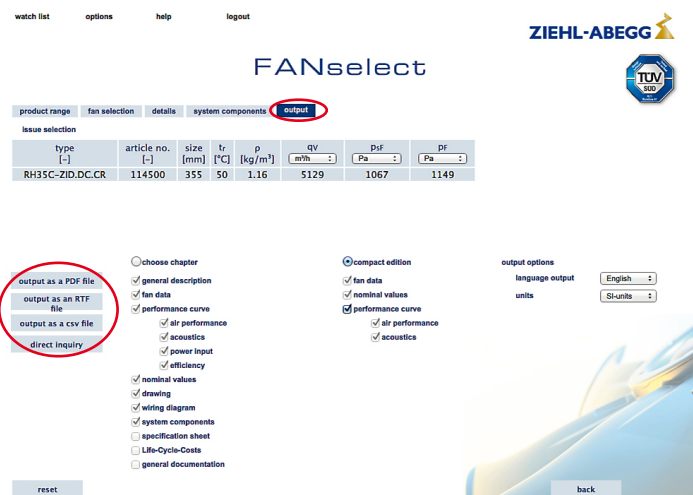 watch list options help logout
ZIEHL-ABEGG
FANselect
TÜV
SÜD
product range fan selection details system components output
issue selection
type article no. size tr ρ qV psF pF
[-] [-] [mm] [°C] [kg/m³] m³/h Pa Pa
RH35C-ZID.DC.CR 114500 355 50 1.16 5129 1067 1149
choose chapter compact edition output options
output as a PDF file general description fan data language output English
output as an RTF file fan data nominal values units SI-units
performance curve performance curve
output as a csv file air performance air performance
acoustics acoustics
direct inquiry power input
efficiency
nominal values
drawing
wiring diagram
system components
specification sheet
Life-Cycle-Costs
general documentation
reset back